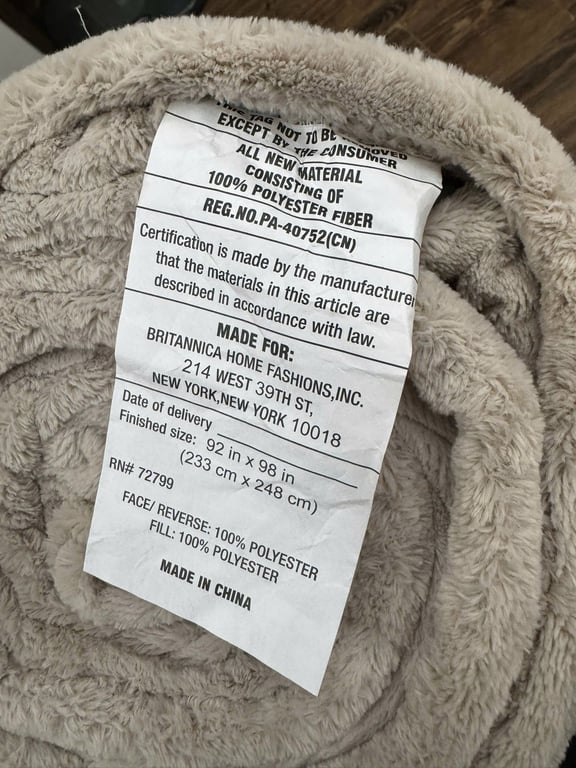 TAG NOT TO BE REMOVED
EXCEPT BY THE CONSUMER
ALL NEW MATERIAL
CONSISTING OF
100% POLYESTER FIBER
REG.NO.PA-40752(CN)
Certification is made by the manufacturer
that the materials in this article are
described in accordance with law.
MADE FOR:
BRITANNICA HOME FASHIONS,INC.
214 WEST 39TH ST,
NEW YORK,NEW YORK 10018
Date of delivery
Finished size: 92 in x 98 in
(233 cm x 248 cm)
RN# 72799
FACE/ REVERSE: 100% POLYESTER
FILL: 100% POLYESTER
MADE IN CHINA